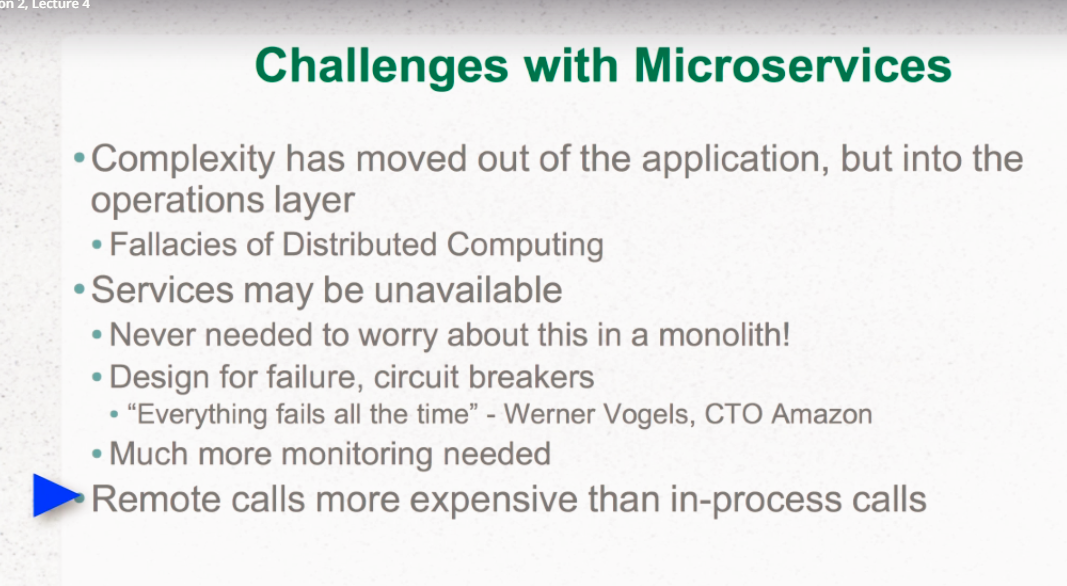 on 2, Lecture 4
Challenges with Microservices
•Complexity has moved out of the application, but into the
operations layer
•Fallacies of Distributed Computing
•Services may be unavailable
•Never needed to worry about this in a monolith!
•Design for failure, circuit breakers
•“Everything fails all the time” - Werner Vogels, CTO Amazon
•Much more monitoring needed
•Remote calls more expensive than in-process calls